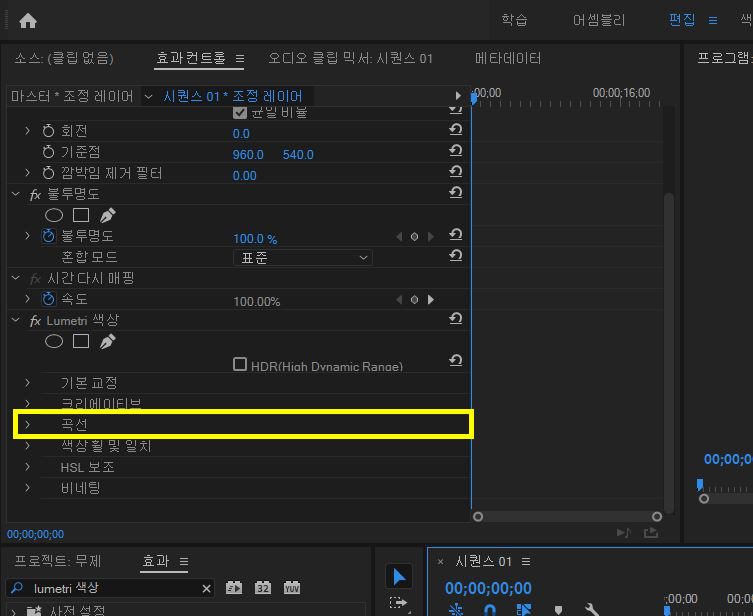 학습 어셈블리 편집 색
소스: (클립 없음) 효과 컨트롤 오디오 클립 믹서: 시퀀스 01 메타데이터 프로그램:
마스터 * 조정 레이어 시퀀스 01 * 조정 레이어 ;00;00 00;00;16;00
균일 비율
회전 0.0
기준점 960.0 540.0
깜박임 제거 필터 0.00
fx 불투명도
불투명도 100.0 %
혼합 모드 표준
fx 시간 다시 매핑
속도 100.00%
fx Lumetri 색상
HDR(High Dynamic Range)
기본 교정
크리에이티브
곡선
색상 휠 및 일치
00;00;0
HSL 보조
비네팅
00;00;00;00
프로젝트: 무제 효과 × 시퀀스 01
lumetri 색상 32 YUV 00;00;00;00
사전 설정 ;00;00 00;0